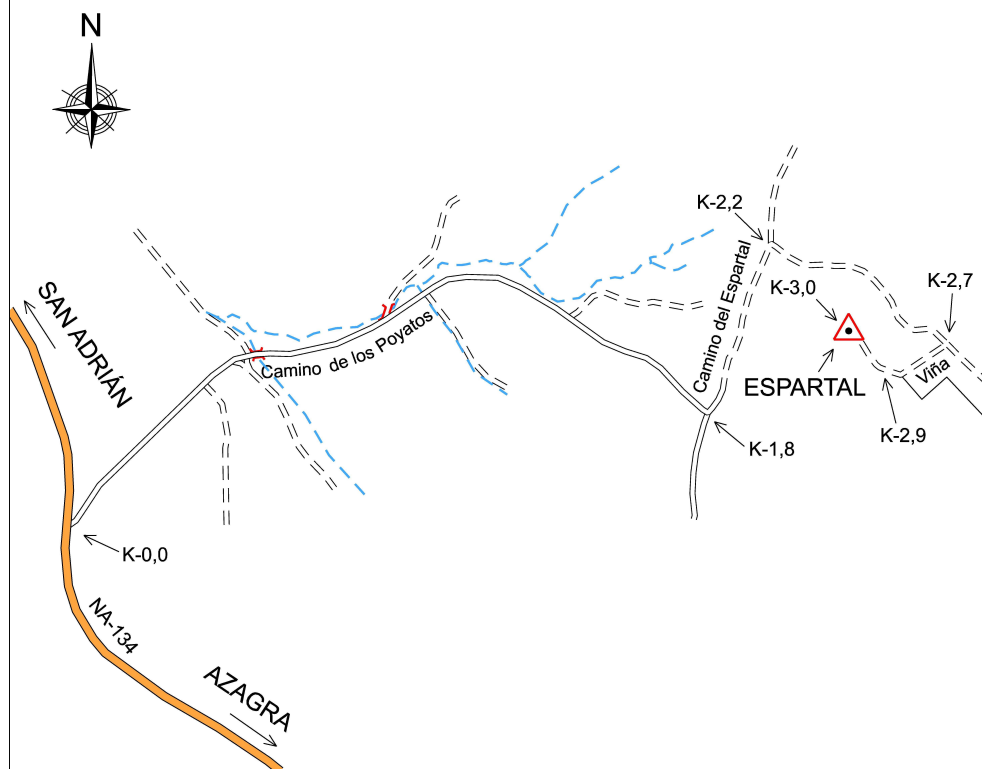 N
K-2,2
SAN ADRIÁN
Camino del Espartal
K-3,0
K-2,7
Camino de los Poyatos
Viña
ESPARTAL
K-2,9
K-1,8
K-0,0
NA-134
AZAGRA